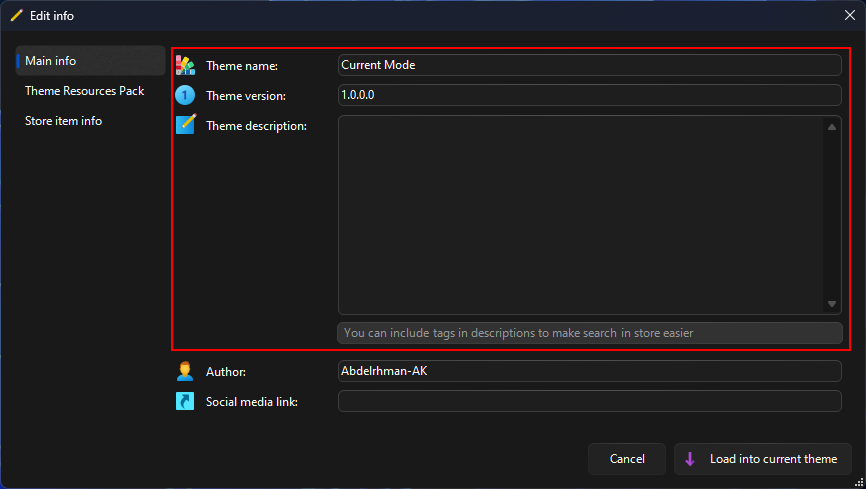 Edit info
Main info
Theme Resources Pack
Store item info
Theme name:
Current Mode
1
Theme version:
1.0.0.0
Theme description:
You can include tags in descriptions to make search in store easier
Author:
Abdelrhman-AK
Social media link:
Cancel
Load into current theme